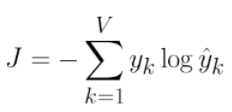 J = -\sum_{k=1}^{V} y_k \log \hat{y}_k